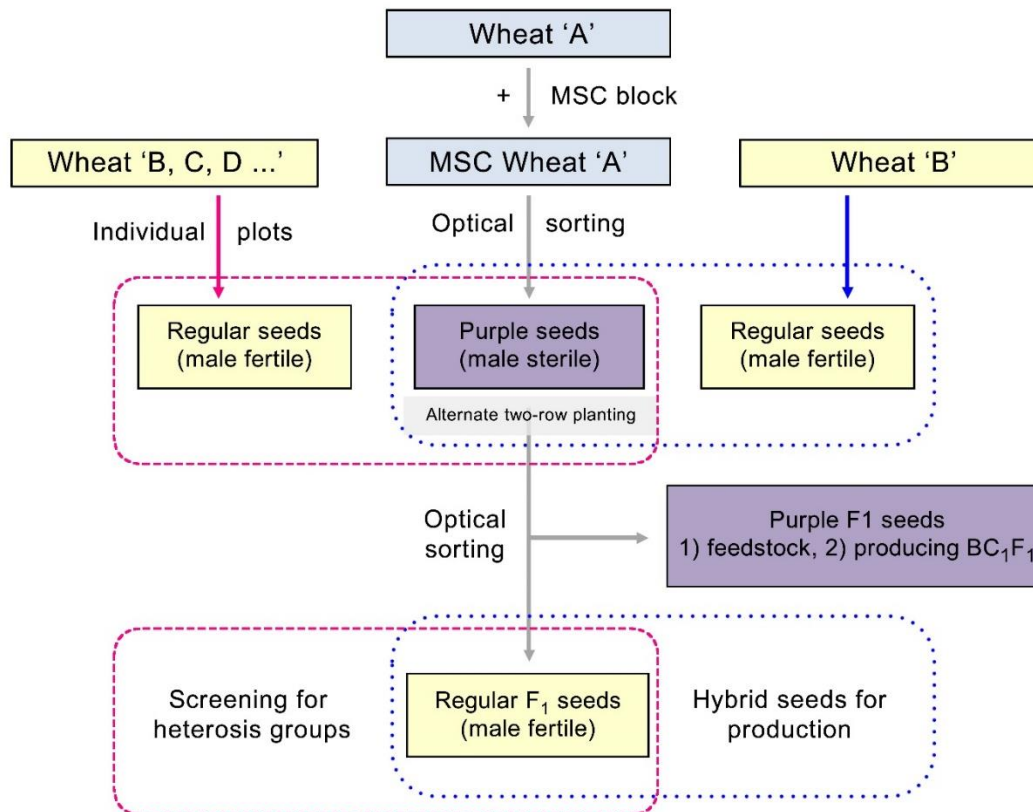 Wheat ‘A’
+ MSC block
Wheat ‘B, C, D ...’
MSC Wheat ‘A’
Wheat ‘B’
Individual plots
Optical sorting
Regular seeds
(male fertile)
Purple seeds
(male sterile)
Regular seeds
(male fertile)
Alternate two-row planting
Optical
sorting
Purple F1 seeds
1) feedstock, 2) producing BC₁F₁
Screening for
heterosis groups
Regular F₁ seeds
(male fertile)
Hybrid seeds for
production